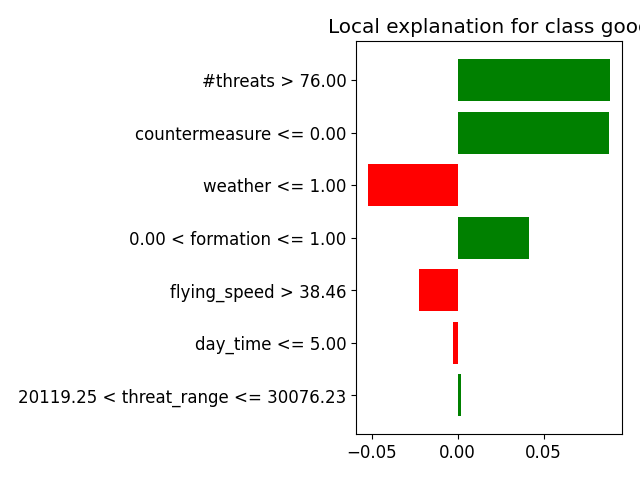 Local explanation for class good
#threats > 76.00
countermeasure <= 0.00
weather <= 1.00
0.00 < formation <= 1.00
flying_speed > 38.46
day_time <= 5.00
20119.25 < threat_range <= 30076.23
−0.05 0.00 0.05